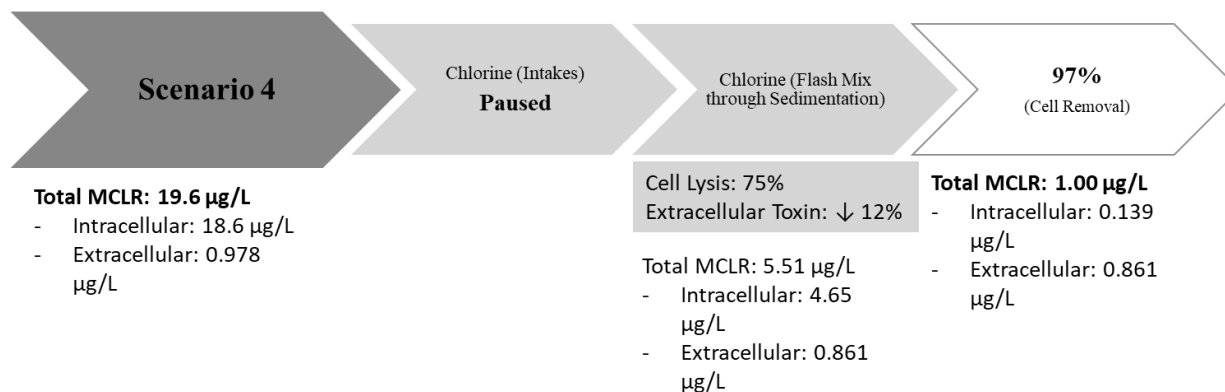 Scenario 4
Chlorine (Intakes)
Paused
Chlorine (Flash Mix
through Sedimentation)
97%
(Cell Removal)
Total MCLR: 19.6 µg/L
- Intracellular: 18.6 µg/L
- Extracellular: 0.978
µg/L
Cell Lysis: 75%
Extracellular Toxin: ↓ 12%
Total MCLR: 5.51 µg/L
- Intracellular: 4.65
µg/L
- Extracellular: 0.861
µg/L
Total MCLR: 1.00 µg/L
- Intracellular: 0.139
µg/L
- Extracellular: 0.861
µg/L